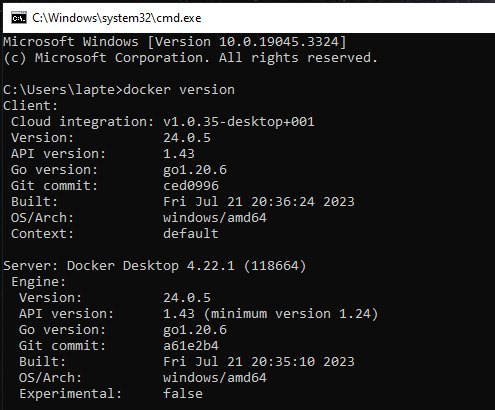 C:\Windows\system32\cmd.exe
Microsoft Windows [Version 10.0.19045.3324]
(c) Microsoft Corporation. All rights reserved.
C:\Users\lapte>docker version
Client:
 Cloud integration: v1.0.35-desktop+001
 Version:           24.0.5
 API version:       1.43
 Go version:        go1.20.6
 Git commit:        ced0996
 Built:             Fri Jul 21 20:36:24 2023
 OS/Arch:           windows/amd64
 Context:           default
Server: Docker Desktop 4.22.1 (118664)
 Engine:
  Version:          24.0.5
  API version:      1.43 (minimum version 1.24)
  Go version:       go1.20.6
  Git commit:       a61e2b4
  Built:            Fri Jul 21 20:35:10 2023
  OS/Arch:          windows/amd64
  Experimental:     false